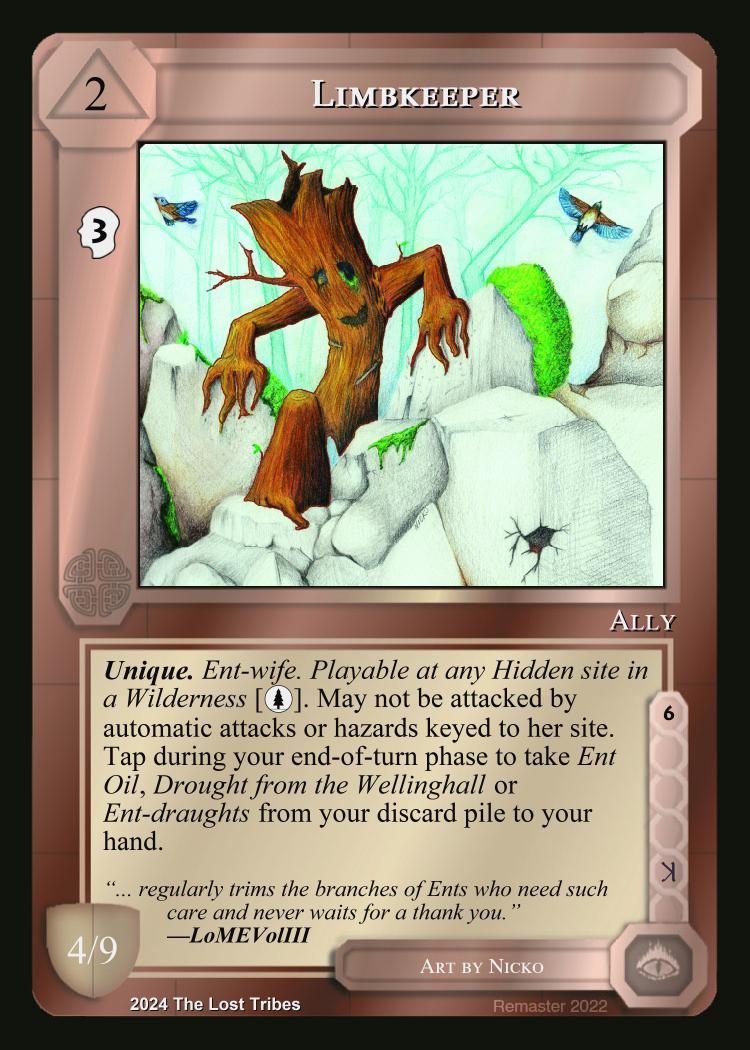 2
LIMBKEEPER
3
ALLY
Unique. Ent-wife. Playable at any Hidden site in
a Wilderness []. May not be attacked by
automatic attacks or hazards keyed to her site.
Tap during your end-of-turn phase to take Ent
Oil, Drought from the Wellinghall or
Ent-draughts from your discard pile to your
hand.
6
“... regularly trims the branches of Ents who need such
care and never waits for a thank you.”
—LoMEVolIII
4/9
ART BY NICKO
2024 The Lost Tribes
Remaster 2022